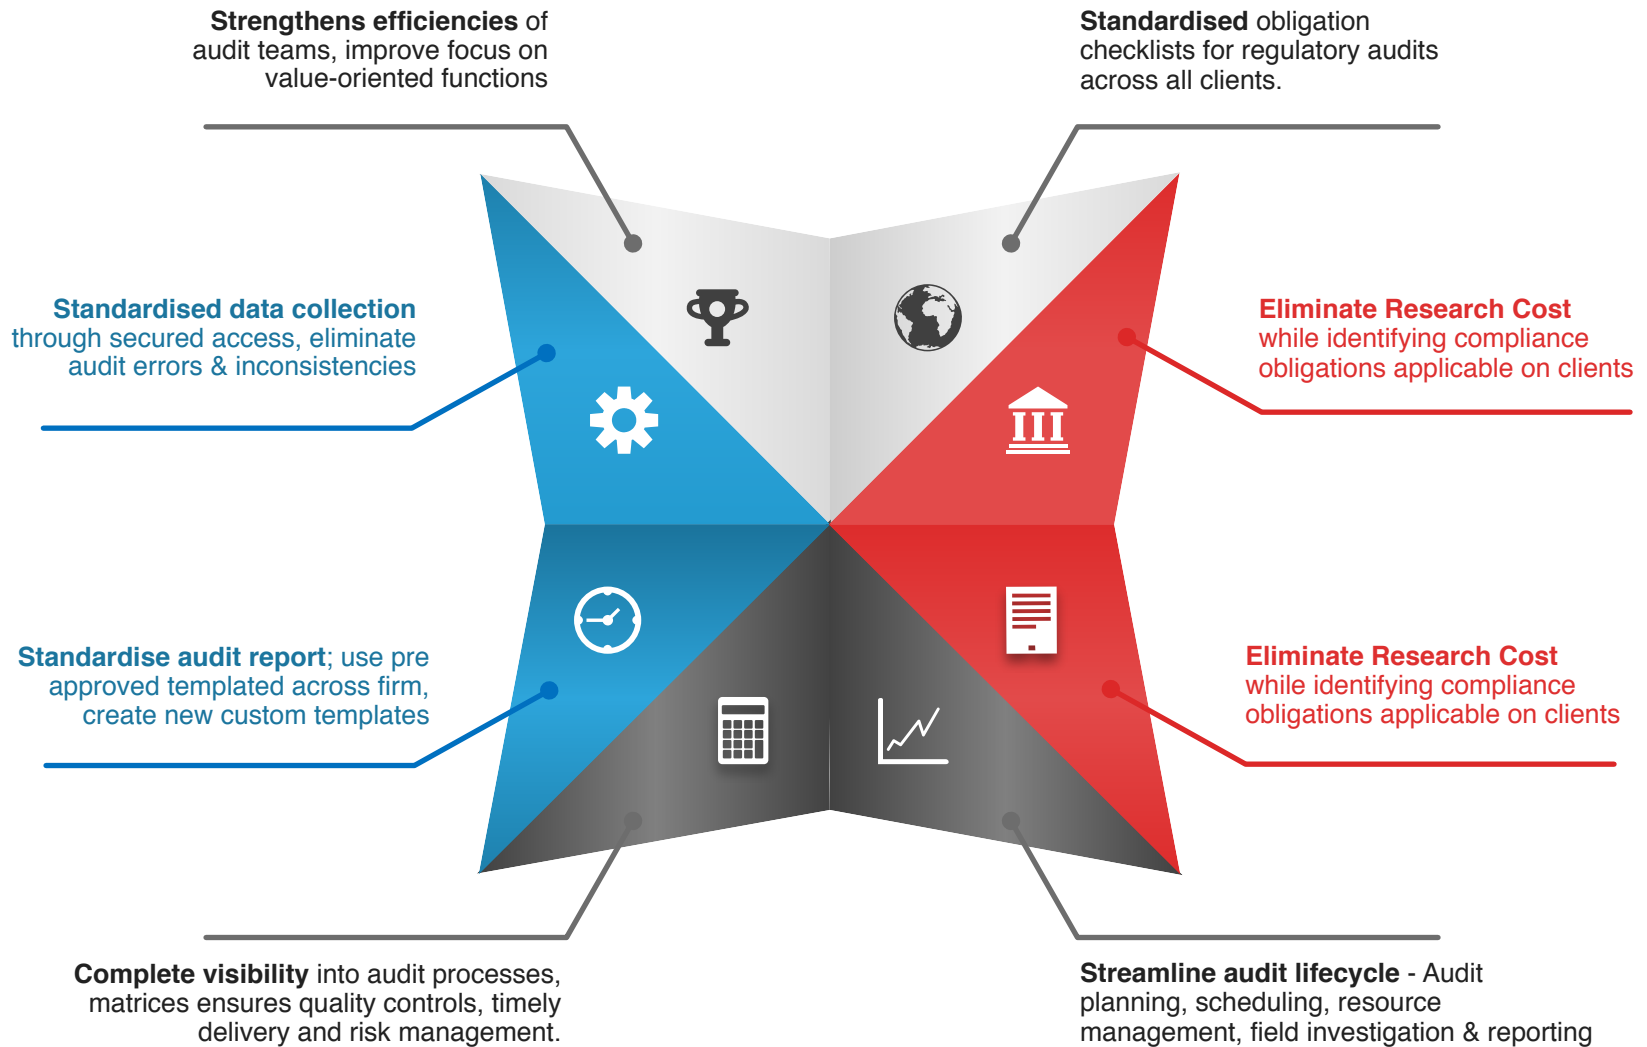 Strengthens efficiencies of
audit teams, improve focus on
value-oriented functions
Standardised obligation
checklists for regulatory audits
across all clients.
Standardised data collection
through secured access, eliminate
audit errors & inconsistencies
Eliminate Research Cost
while identifying compliance
obligations applicable on clients
Standardise audit report; use pre
approved templated across firm,
create new custom templates
Eliminate Research Cost
while identifying compliance
obligations applicable on clients
Complete visibility into audit processes,
matrices ensures quality controls, timely
delivery and risk management.
Streamline audit lifecycle - Audit
planning, scheduling, resource
management, field investigation & reporting